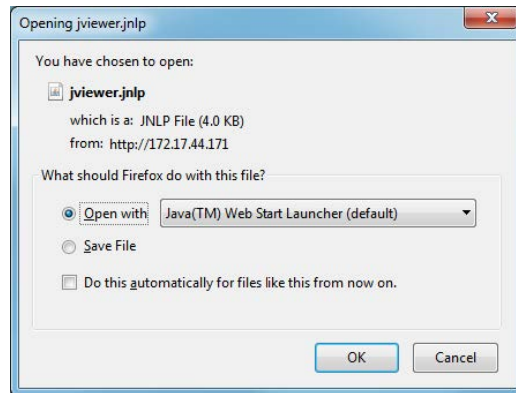 Opening jviewer.jnlp
You have chosen to open:
jviewer.jnlp
which is a: JNLP File (4.0 KB)
from: http://172.17.44.171
What should Firefox do with this file?
Open with Java(TM) Web Start Launcher (default)
Save File
Do this automatically for files like this from now on.
OK Cancel